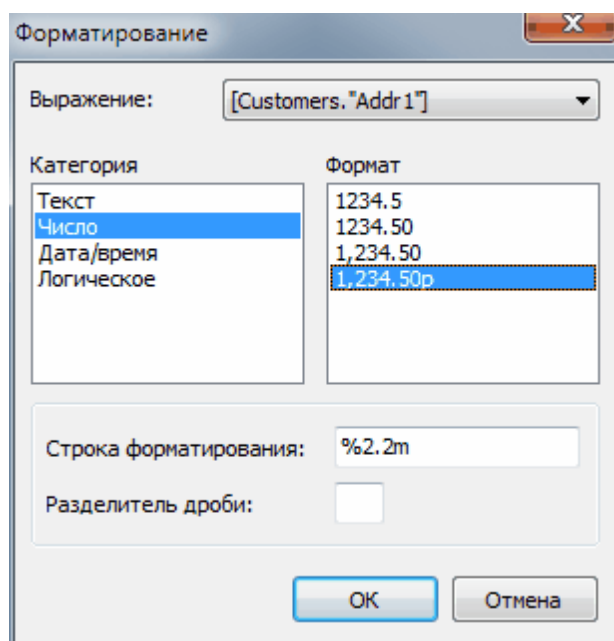 Форматирование
Выражение: [Customers."Addr1"]
Категория Формат
Текст 1234.5
Число 1234.50
Дата/время 1,234.50
Логическое 1,234.50р
Строка форматирования: %2.2m
Разделитель дроби:
ОК Отмена